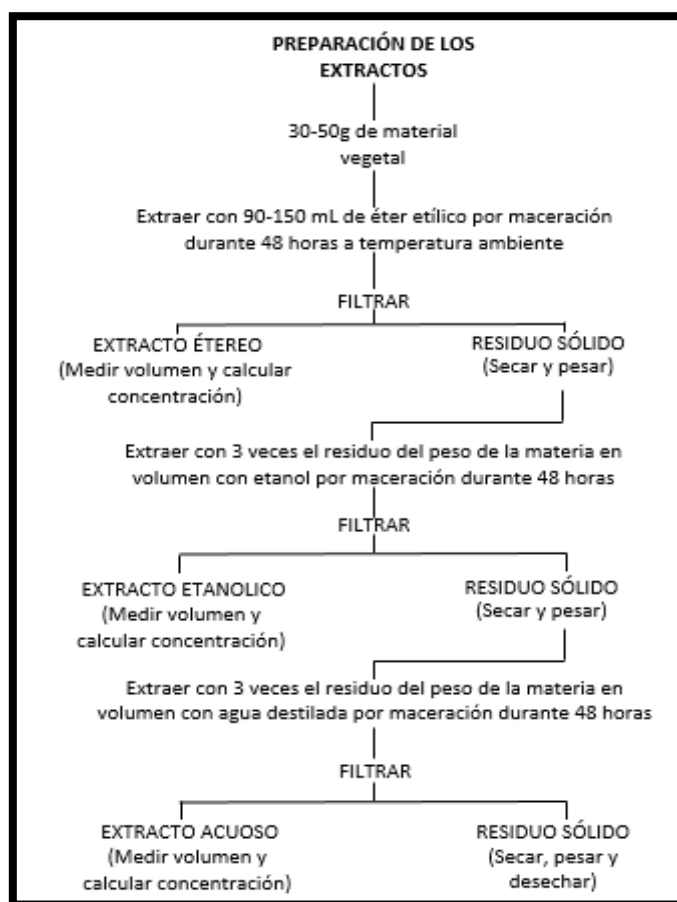 PREPARACIÓN DE LOS
EXTRACTOS
30-50g de material
vegetal
Extraer con 90-150 mL de éter etílico por maceración
durante 48 horas a temperatura ambiente
FILTRAR
EXTRACTO ÉTEREO
(Medir volumen y calcular
concentración)
RESIDUO SÓLIDO
(Secar y pesar)
Extraer con 3 veces el residuo del peso de la materia en
volumen con etanol por maceración durante 48 horas
FILTRAR
EXTRACTO ETANOLICO
(Medir volumen y
calcular concentración)
RESIDUO SÓLIDO
(Secar y pesar)
Extraer con 3 veces el residuo del peso de la materia en
volumen con agua destilada por maceración durante 48 horas
FILTRAR
EXTRACTO ACUOSO
(Medir volumen y
calcular concentración)
RESIDUO SÓLIDO
(Secar, pesar y
desechar)